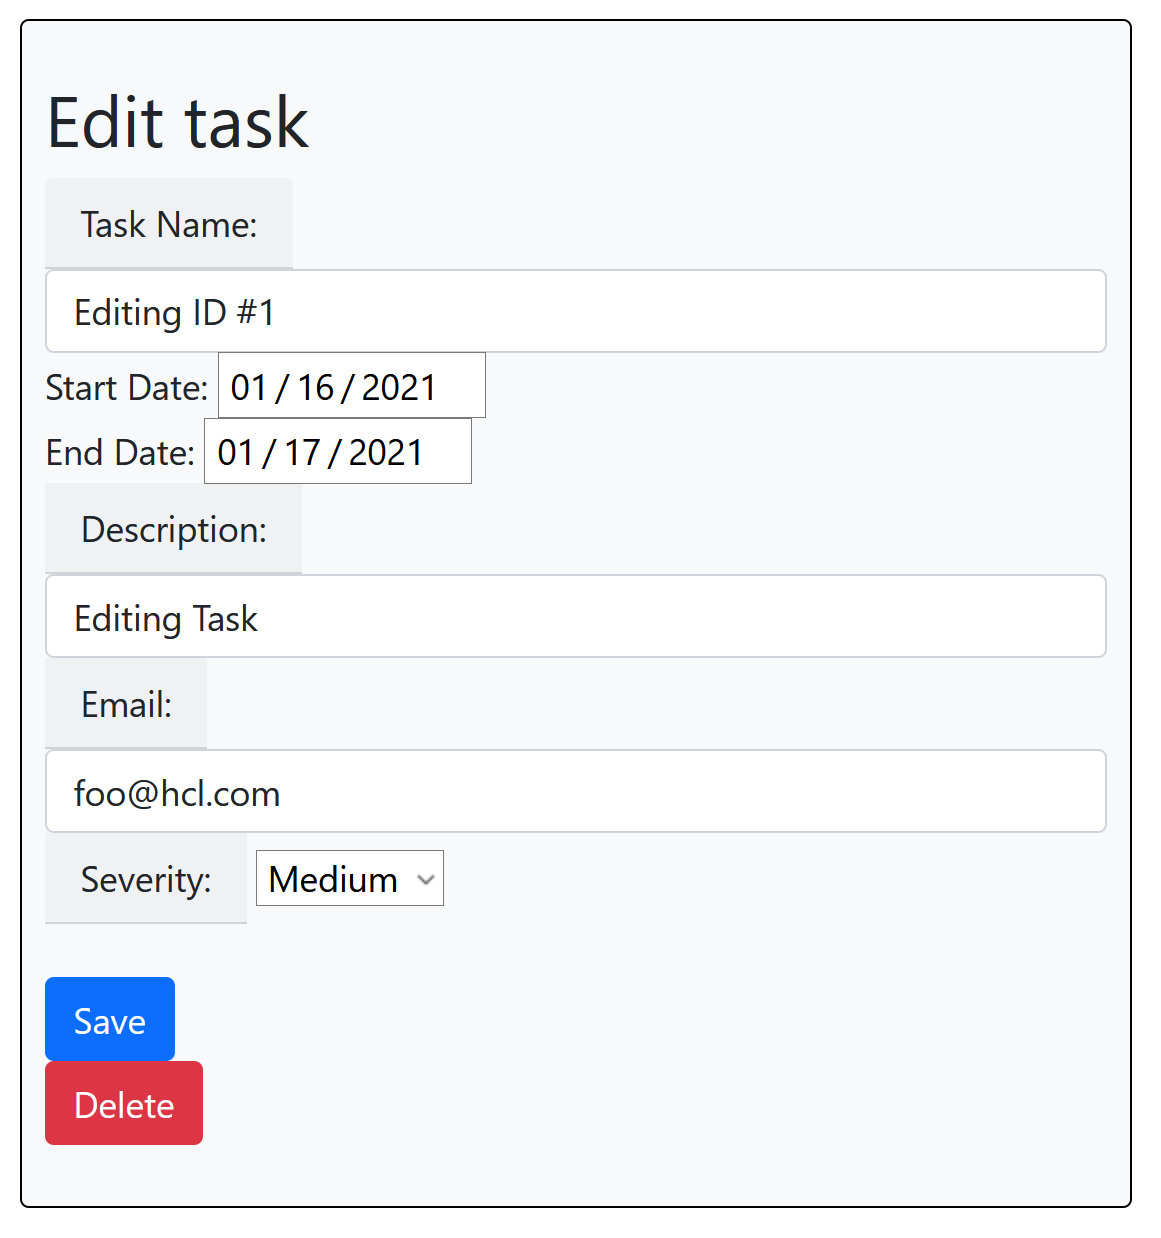 Edit task
Task Name:
Editing ID #1
Start Date: 01 / 16 / 2021
End Date: 01 / 17 / 2021
Description:
Editing Task
Email:
foo@hcl.com
Severity: Medium
Save
Delete